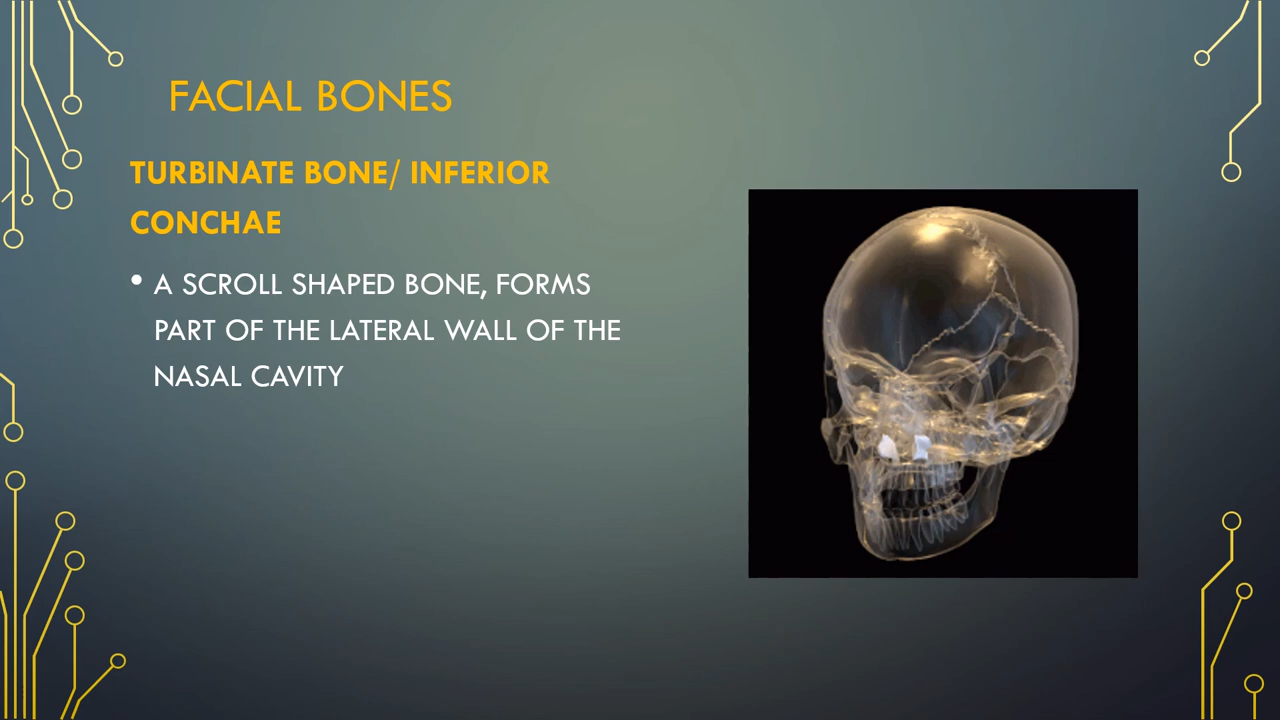 FACIAL BONES
TURBINATE BONE/ INFERIOR
CONCHAE
• A SCROLL SHAPED BONE, FORMS
PART OF THE LATERAL WALL OF THE
NASAL CAVITY